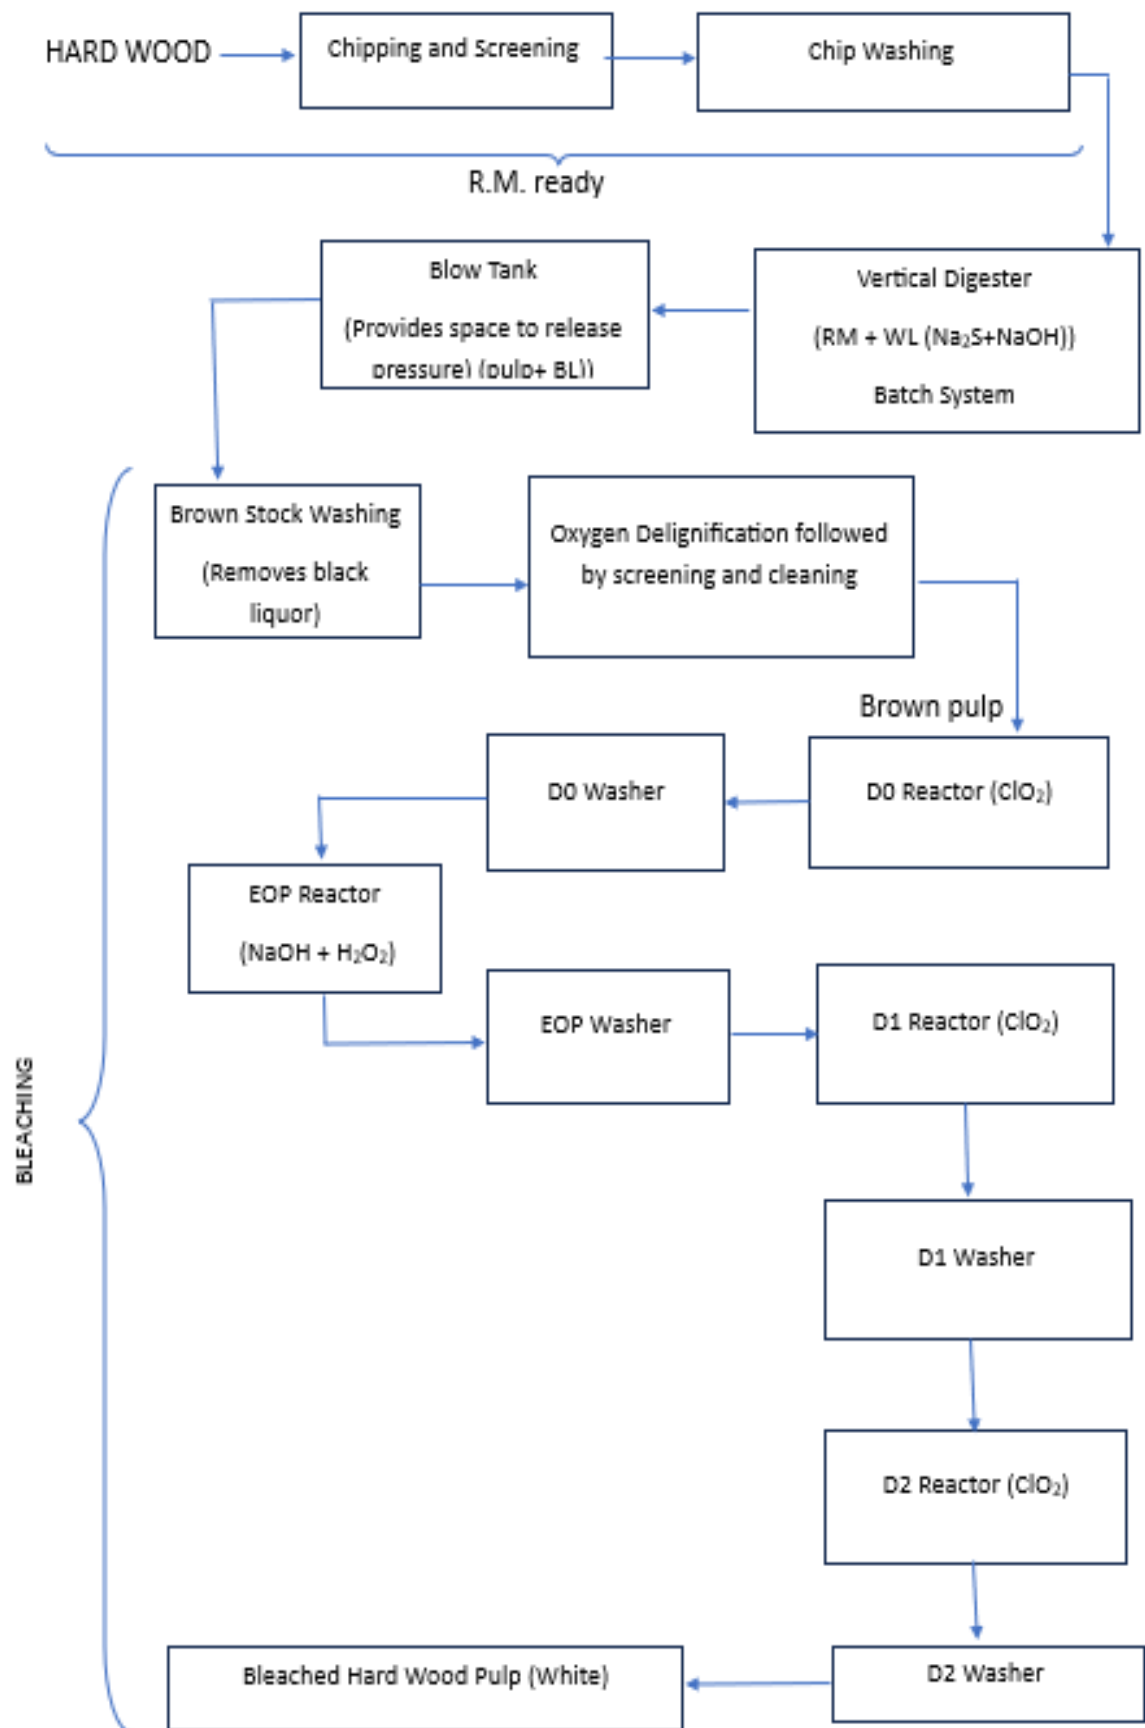 HARD WOOD
Chipping and Screening
Chip Washing
R.M. ready
Vertical Digester
(RM + WL (Na₂S+NaOH))
Batch System
Blow Tank
(Provides space to release
pressure) (pulp+ BL))
Brown Stock Washing
(Removes black
liquor)
Oxygen Delignification followed
by screening and cleaning
Brown pulp
D0 Reactor (ClO₂)
D0 Washer
EOP Reactor
(NaOH + H₂O₂)
EOP Washer
D1 Reactor (ClO₂)
D1 Washer
D2 Reactor (ClO₂)
D2 Washer
Bleached Hard Wood Pulp (White)
BLEACHING